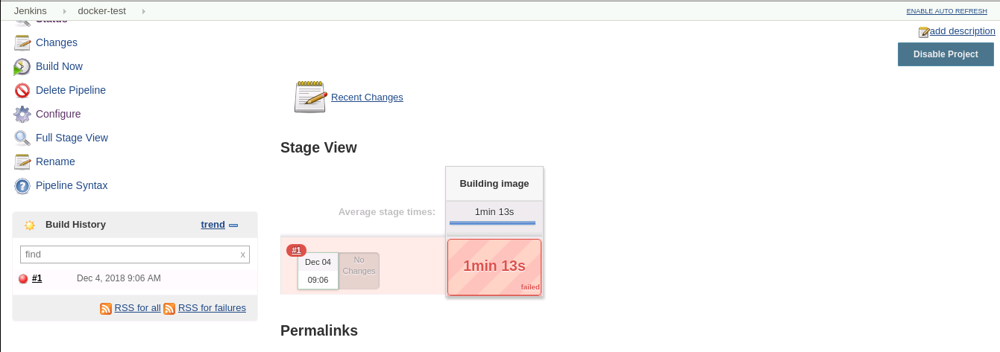 Jenkins docker-test ENABLE AUTO REFRESH
Status
add description
Changes
Disable Project
Build Now
Delete Pipeline
Recent Changes
Configure
Full Stage View
Stage View
Rename
Pipeline Syntax
Building image
Average stage times: 1min 13s
Build History trend
find x
#1 Dec 4, 2018 9:06 AM
RSS for all RSS for failures
#1
Dec 04
09:06
No
Changes
1min 13s
failed
Permalinks